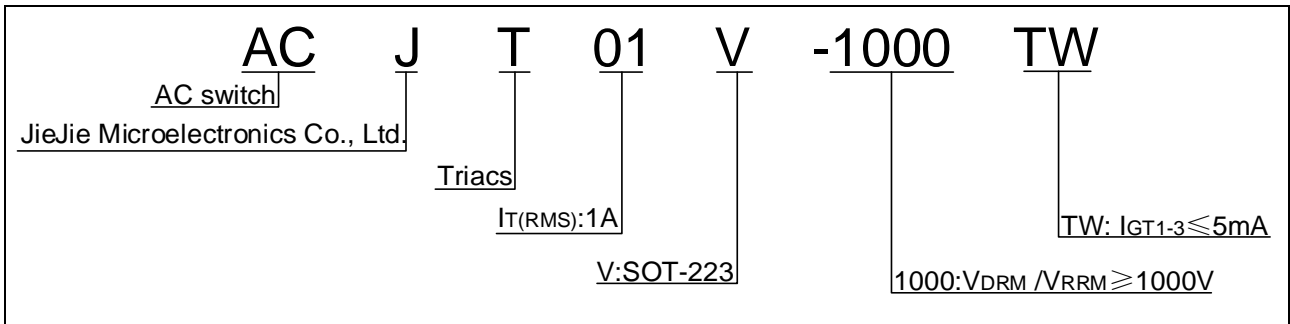 AC J T 01 V -1000 TW
AC switch
JieJie Microelectronics Co., Ltd.
Triacs
IT(RMS):1A
TW: IGT1-3≤5mA
V:SOT-223
1000:VDRM /VRRM≥1000V